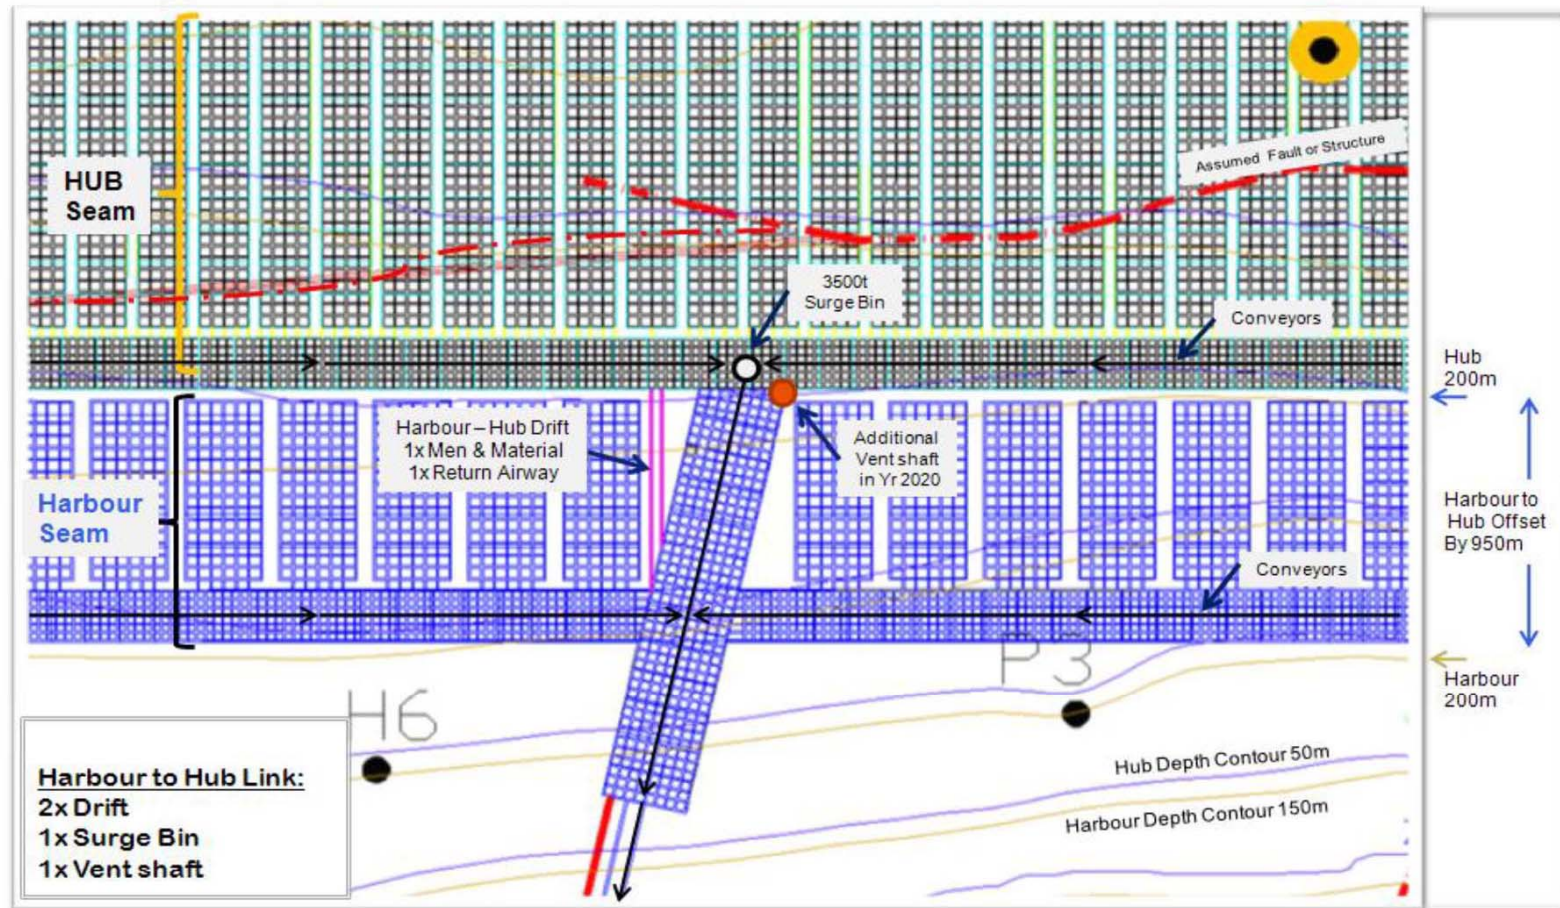 Assumed Fault or Structure
HUB
Seam
3500t
Surge Bin
Conveyors
Hub
200m
Harbour – Hub Drift
1x Men & Material
1x Return Airway
Additional
Vent shaft
in Yr 2020
Harbour
Seam
Harbour to
Hub Offset
By 950m
Conveyors
P3
Harbour
200m
H6
Hub Depth Contour 50m
Harbour Depth Contour 150m
Harbour to Hub Link:
2x Drift
1x Surge Bin
1x Vent shaft